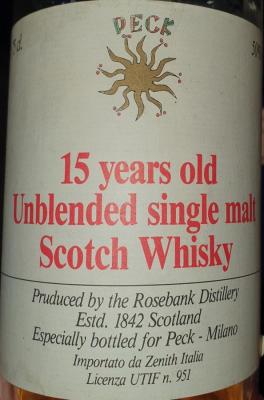 PECK
15 years old
Unblended single malt
Scotch Whisky
Pruduced by the Rosebank Distillery
Estd. 1842 Scotland
Especially bottled for Peck - Milano
Importato da Zenith Italia
Licenza UTIF n. 951